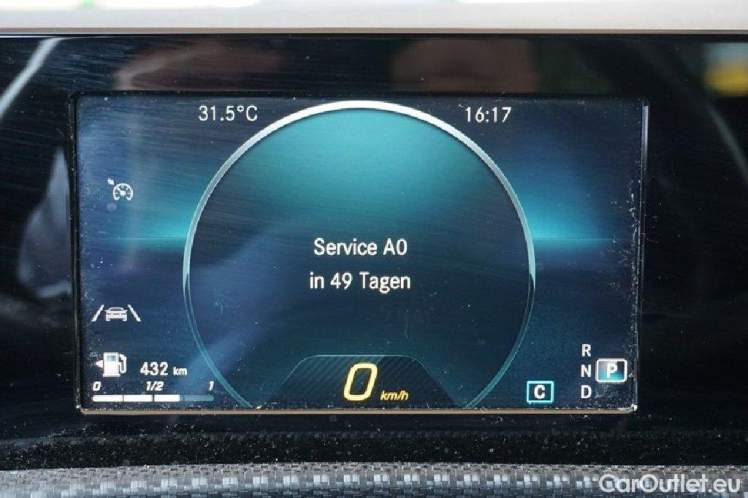 31.5°C
16:17
Service A0
in 49 Tagen
R
N
P
D
432 km
0 1/2 1
0 km/h
C
CarOutlet.eu